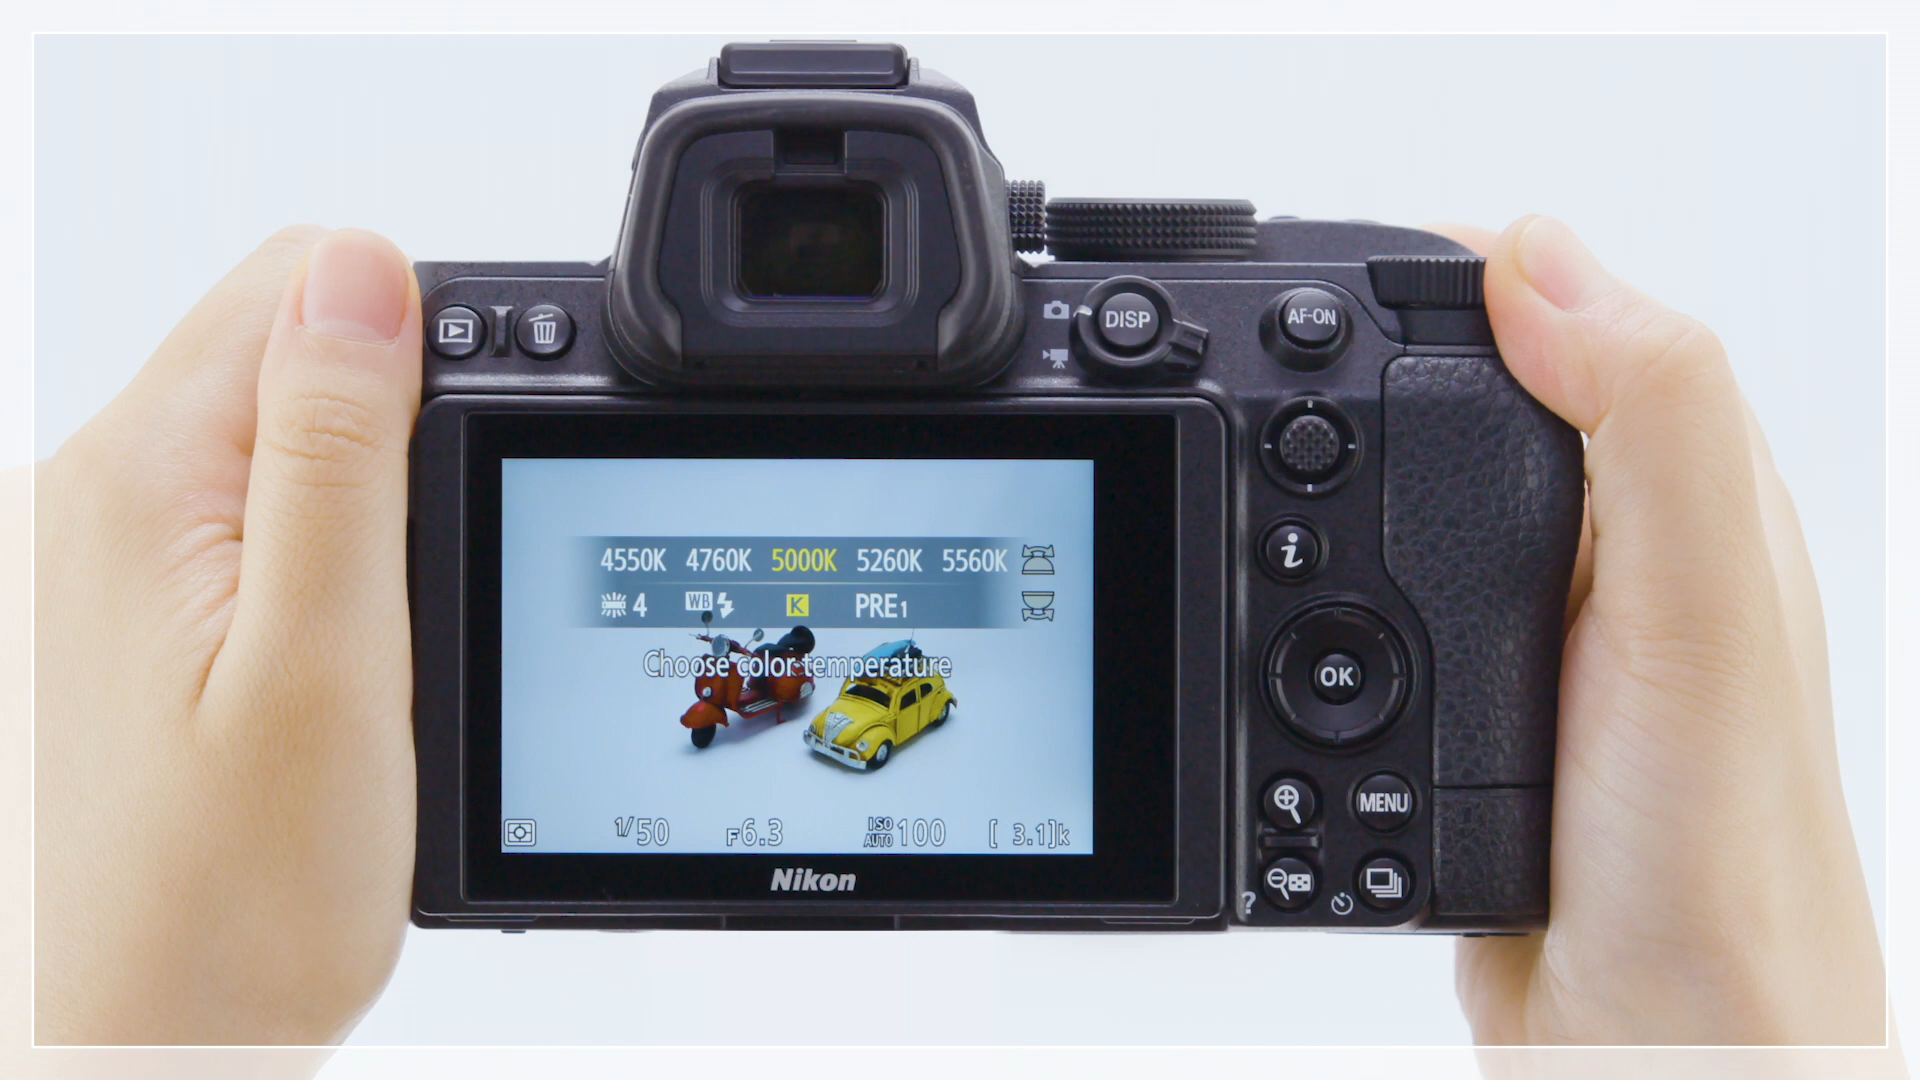 DISP
AF-ON
4550K 4760K 5000K 5260K 5560K
4 WB K PRE1
Choose color temperature
i
OK
1/50 F6.3 ISO AUTO 100 [ 3.1]k
MENU
Nikon
?